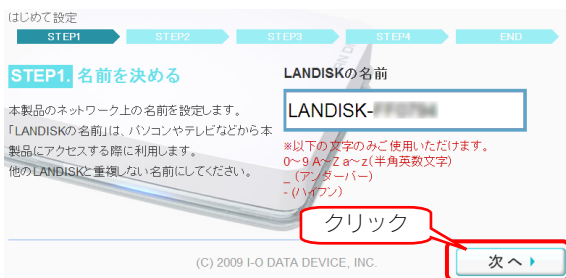 はじめて設定
STEP1 STEP2 STEP3 STEP4 END
STEP1. 名前を決める
本製品のネットワーク上の名前を設定します。
「LANDISKの名前」は、パソコンやテレビなどから本
製品にアクセスする際に利用します。
他のLANDISKと重複しない名前にしてください。
LANDISKの名前
LANDISK-
※以下の文字のみご使用いただけます。
0～9 A～Z a～z(半角英数文字)
_ (アンダーバー)
- (ハイフン)
クリック
次へ
(C) 2009 I-O DATA DEVICE, INC.